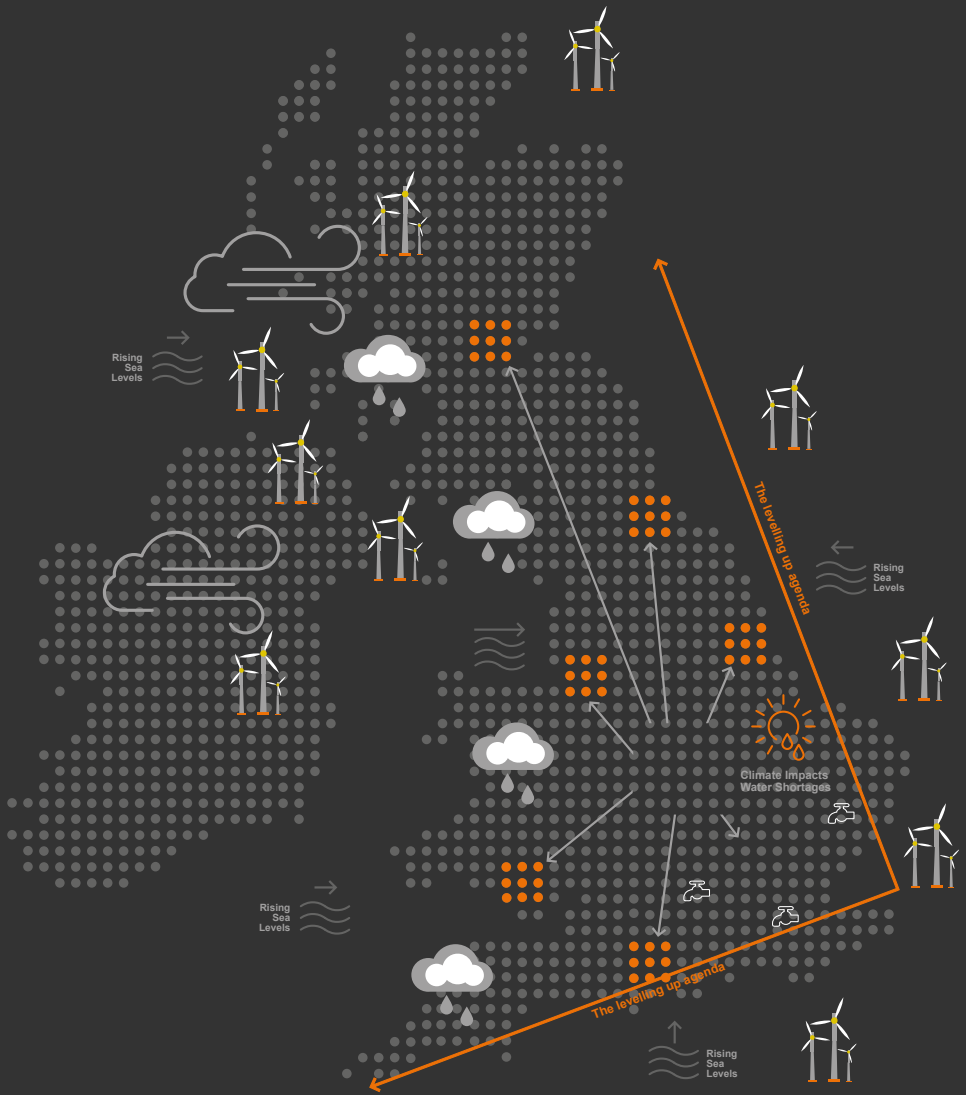 Rising
Sea
Levels
The levelling up agenda
Rising
Sea
Levels
Climate Impacts
Water Shortages
Rising
Sea
Levels
The levelling up agenda
Rising
Sea
Levels